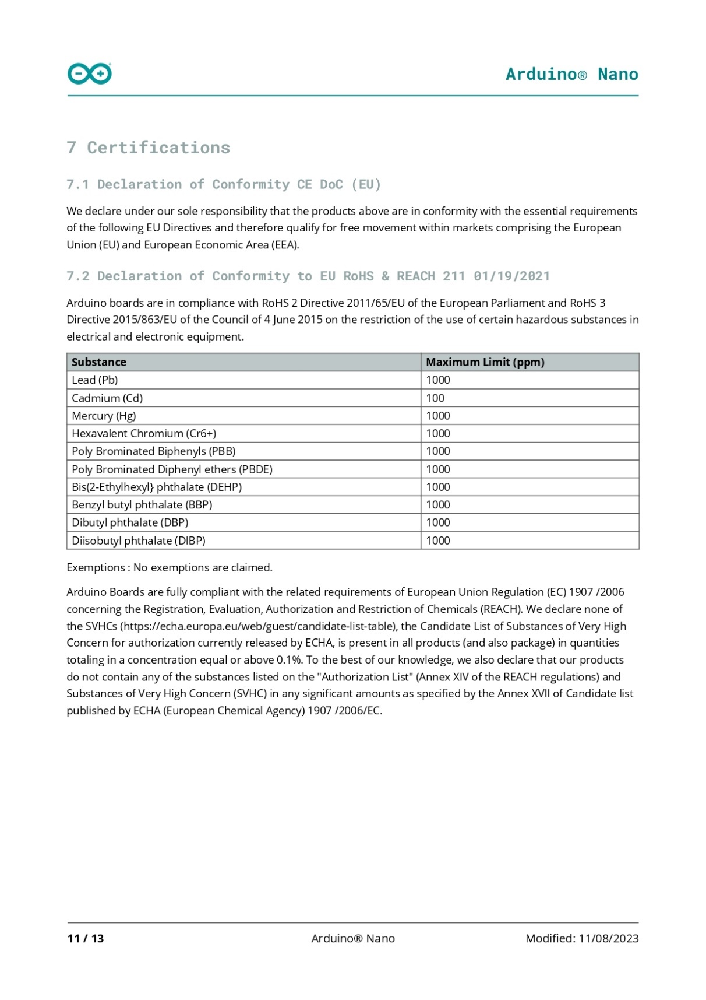 Arduino® Nano
7 Certifications
7.1 Declaration of Conformity CE DoC (EU)
We declare under our sole responsibility that the products above are in conformity with the essential requirements
of the following EU Directives and therefore qualify for free movement within markets comprising the European
Union (EU) and European Economic Area (EEA).
7.2 Declaration of Conformity to EU RoHS & REACH 211 01/19/2021
Arduino boards are in compliance with RoHS 2 Directive 2011/65/EU of the European Parliament and RoHS 3
Directive 2015/863/EU of the Council of 4 June 2015 on the restriction of the use of certain hazardous substances in
electrical and electronic equipment.
Substance Maximum Limit (ppm)
Lead (Pb) 1000
Cadmium (Cd) 100
Mercury (Hg) 1000
Hexavalent Chromium (Cr6+) 1000
Poly Brominated Biphenyls (PBB) 1000
Poly Brominated Diphenyl ethers (PBDE) 1000
Bis(2-Ethylhexyl} phthalate (DEHP) 1000
Benzyl butyl phthalate (BBP) 1000
Dibutyl phthalate (DBP) 1000
Diisobutyl phthalate (DIBP) 1000
Exemptions : No exemptions are claimed.
Arduino Boards are fully compliant with the related requirements of European Union Regulation (EC) 1907 /2006
concerning the Registration, Evaluation, Authorization and Restriction of Chemicals (REACH). We declare none of
the SVHCs (https://echa.europa.eu/web/guest/candidate-list-table), the Candidate List of Substances of Very High
Concern for authorization currently released by ECHA, is present in all products (and also package) in quantities
totaling in a concentration equal or above 0.1%. To the best of our knowledge, we also declare that our products
do not contain any of the substances listed on the "Authorization List" (Annex XIV of the REACH regulations) and
Substances of Very High Concern (SVHC) in any significant amounts as specified by the Annex XVII of Candidate list
published by ECHA (European Chemical Agency) 1907 /2006/EC.
11 / 13 Arduino® Nano Modified: 11/08/2023